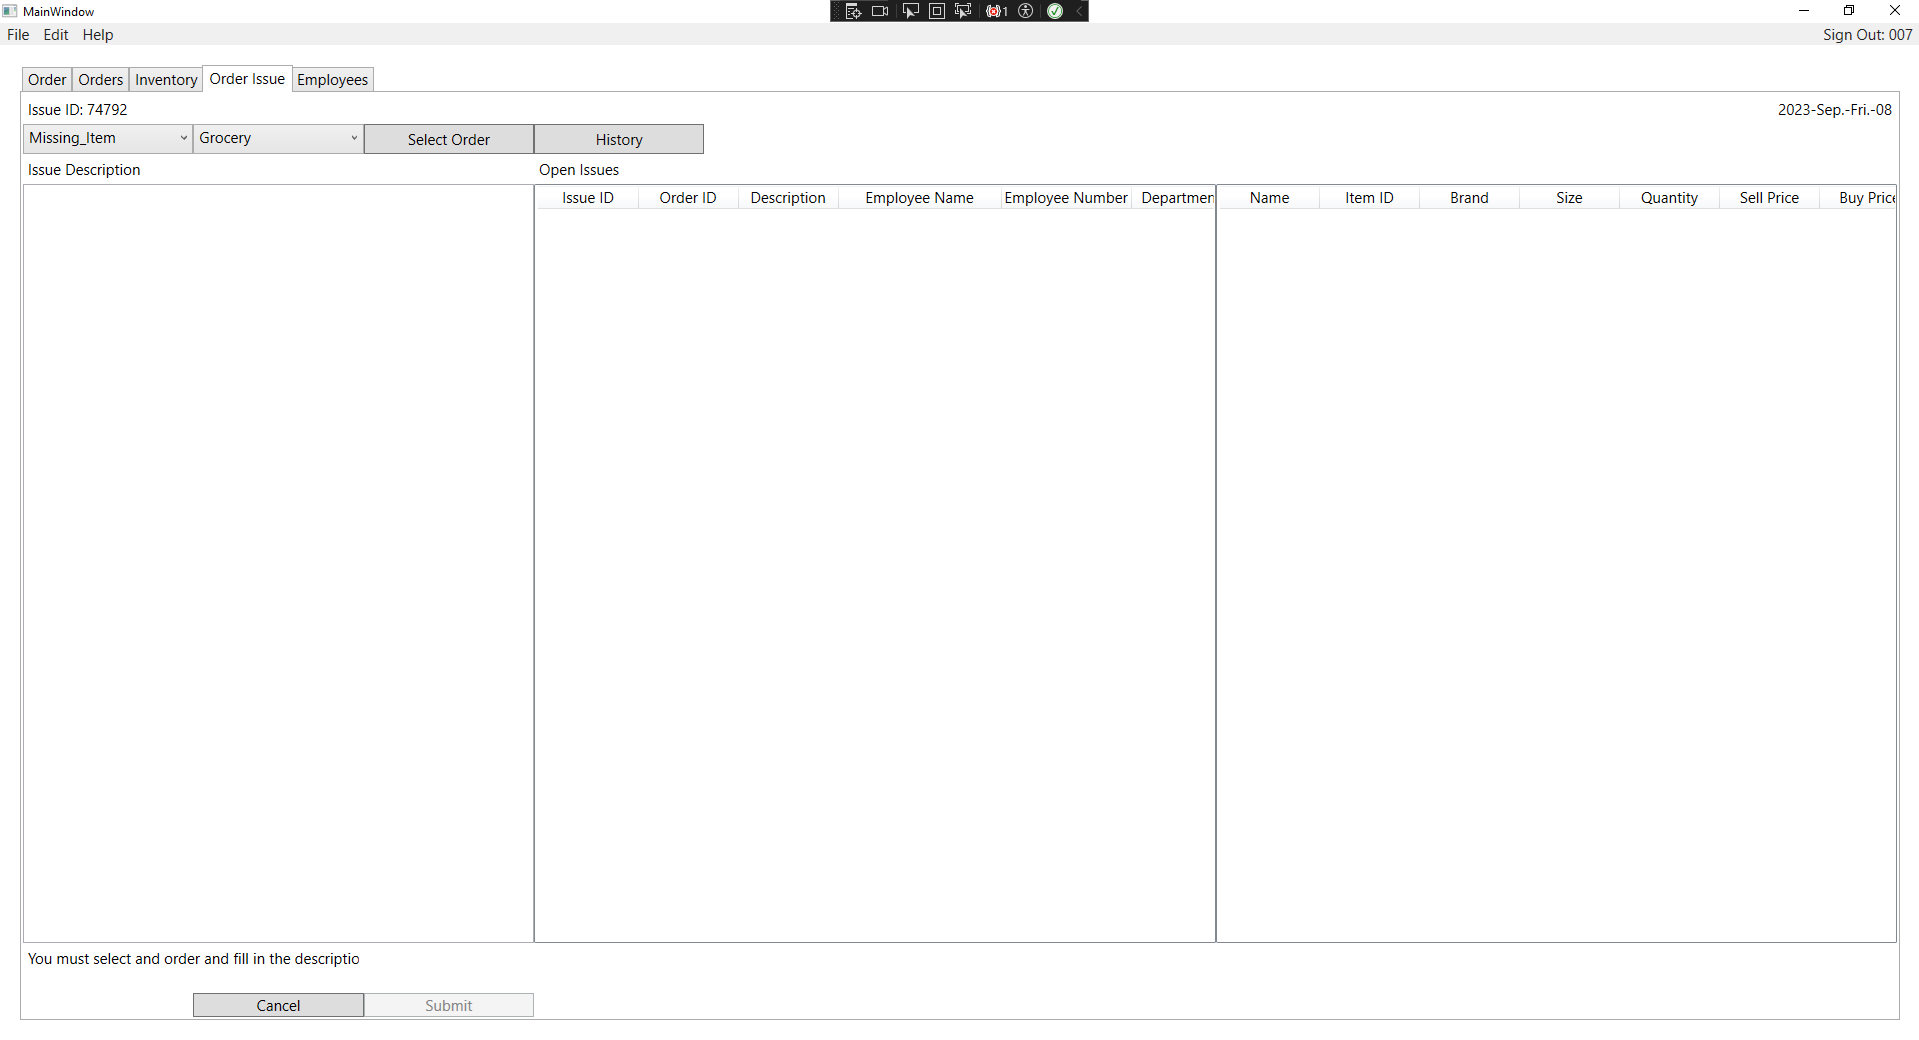 MainWindow
1
File Edit Help
Sign Out: 007
Order Orders Inventory Order Issue Employees
Issue ID: 74792
2023-Sep.-Fri.-08
Missing_Item Grocery Select Order History
Issue Description
Open Issues
Issue ID Order ID Description Employee Name Employee Number Departmen
Name Item ID Brand Size Quantity Sell Price Buy Price
You must select and order and fill in the descriptio
Cancel Submit